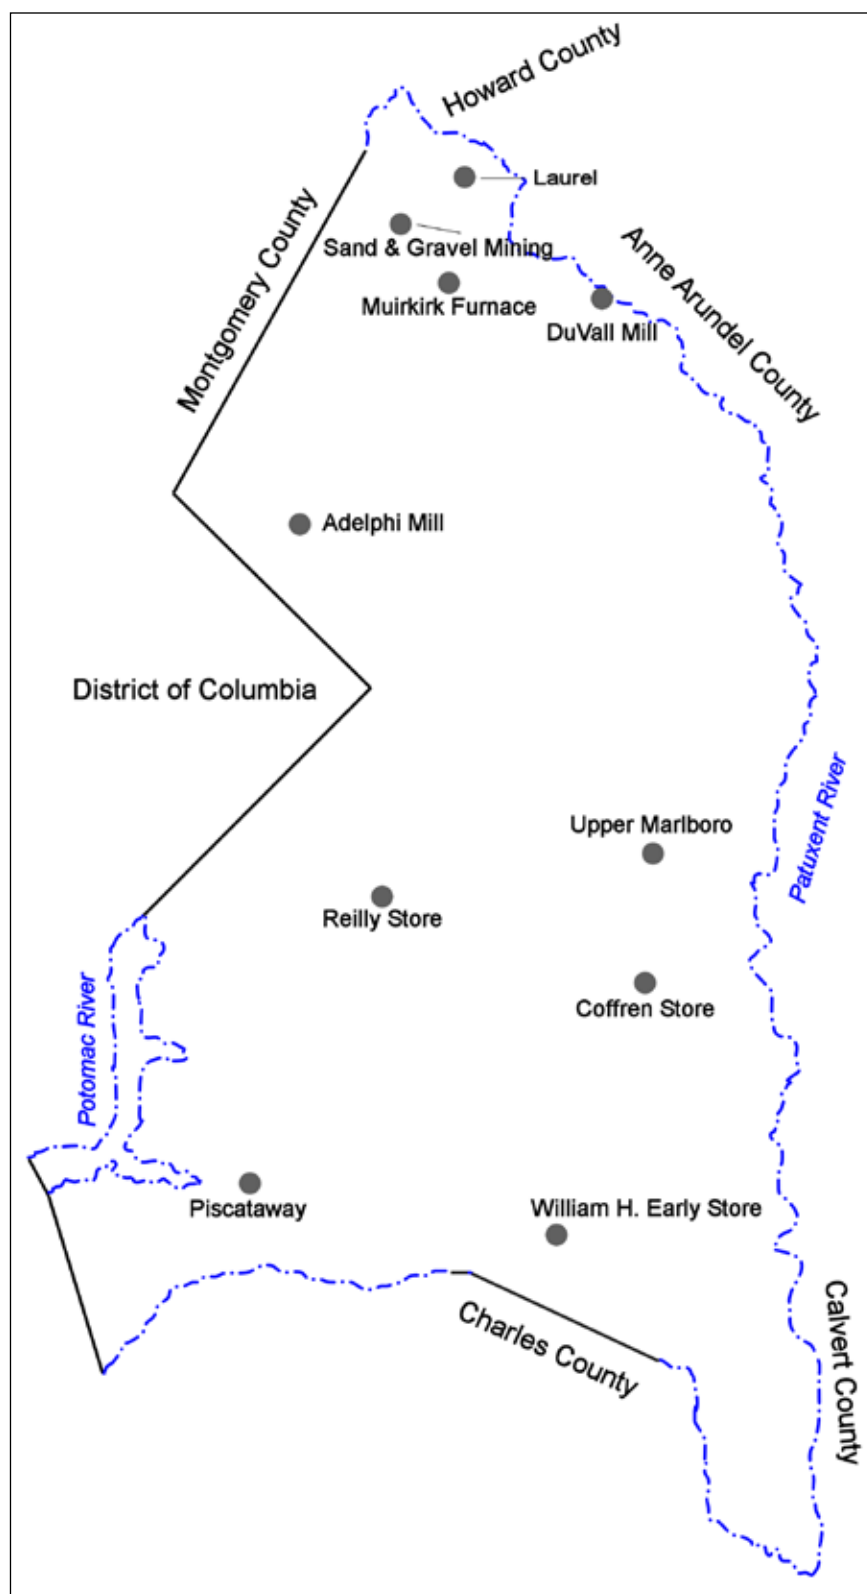 Howard County
Laurel
Montgomery County
Sand & Gravel Mining
Anne Arundel County
Muirkirk Furnace
DuVall Mill
Adelphi Mill
District of Columbia
Patuxent River
Upper Marlboro
Reilly Store
Coffren Store
Potomac River
Piscataway
William H. Early Store
Charles County
Calvert County